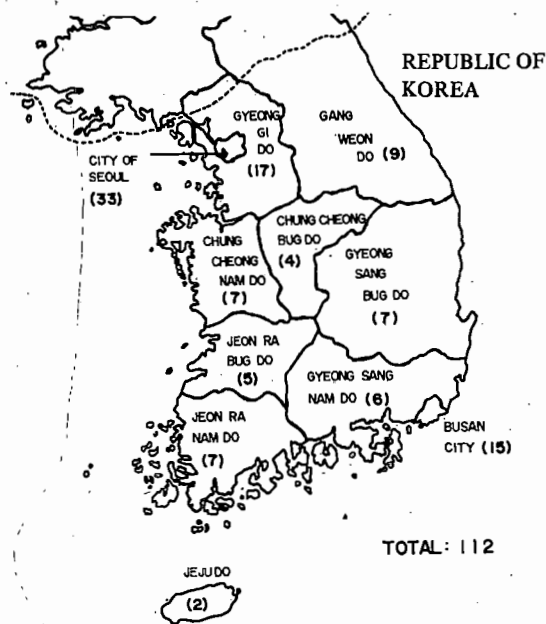 REPUBLIC OF
KOREA
GYEONG
GI
DO
(17)
GANG
WEON
DO (9)
CITY OF
SEOUL
(33)
CHUNG CHEONG
BUG DO
(4)
CHUNG
CHEONG
NAM DO
(7)
GYEONG
SANG
BUG DO
(7)
JEON RA
BUG DO
(5)
GYEONG SANG
NAM DO (6)
JEON RA
NAM DO
(7)
BUSAN
CITY (15)
TOTAL: 112
JEJU DO
(2)